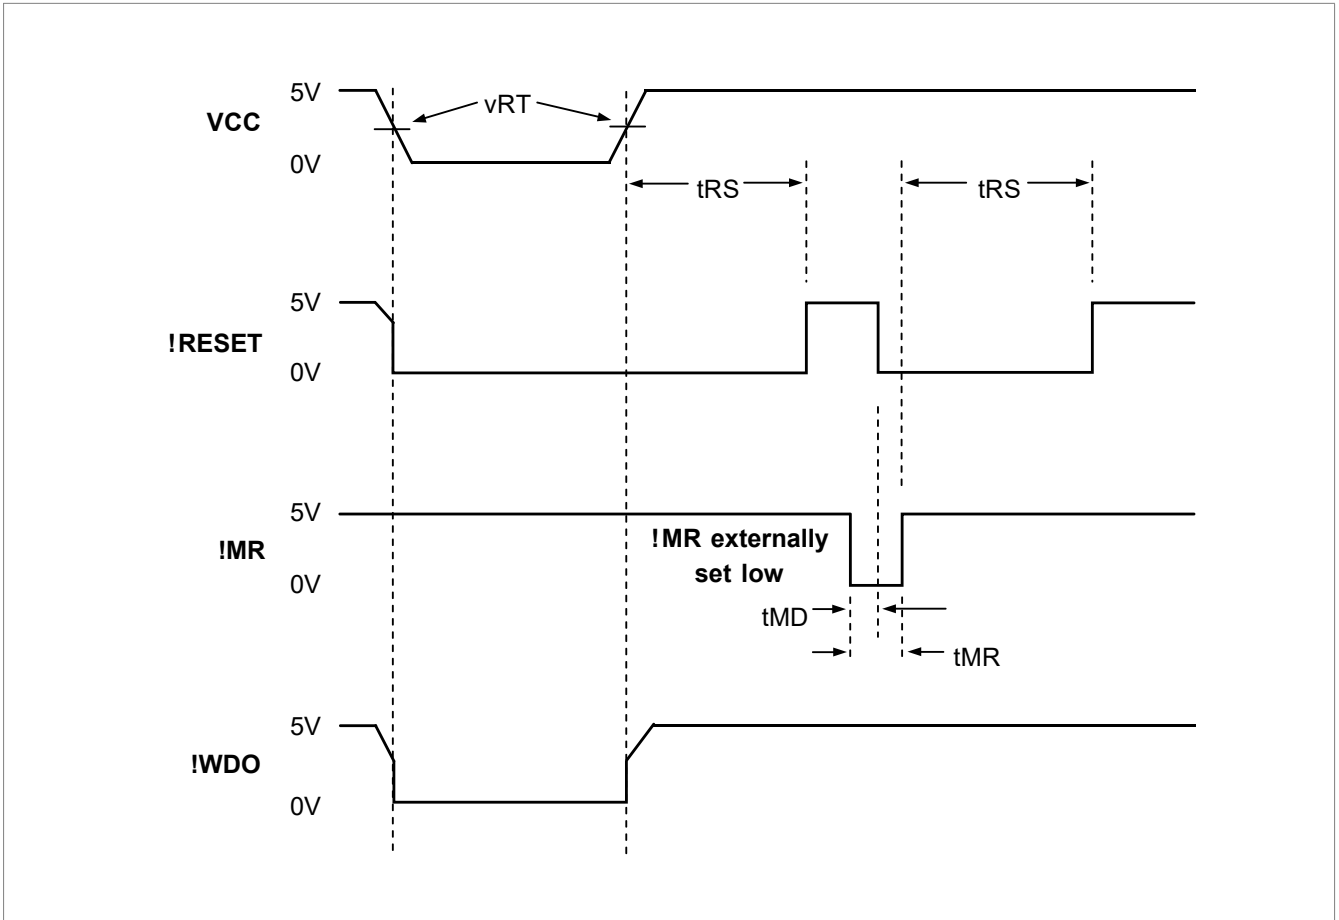 5V
vRT
VCC
0V
tRS
tRS
5V
!RESET
0V
5V
!MR externally
set low
!MR
0V
tMD
tMR
5V
!WDO
0V